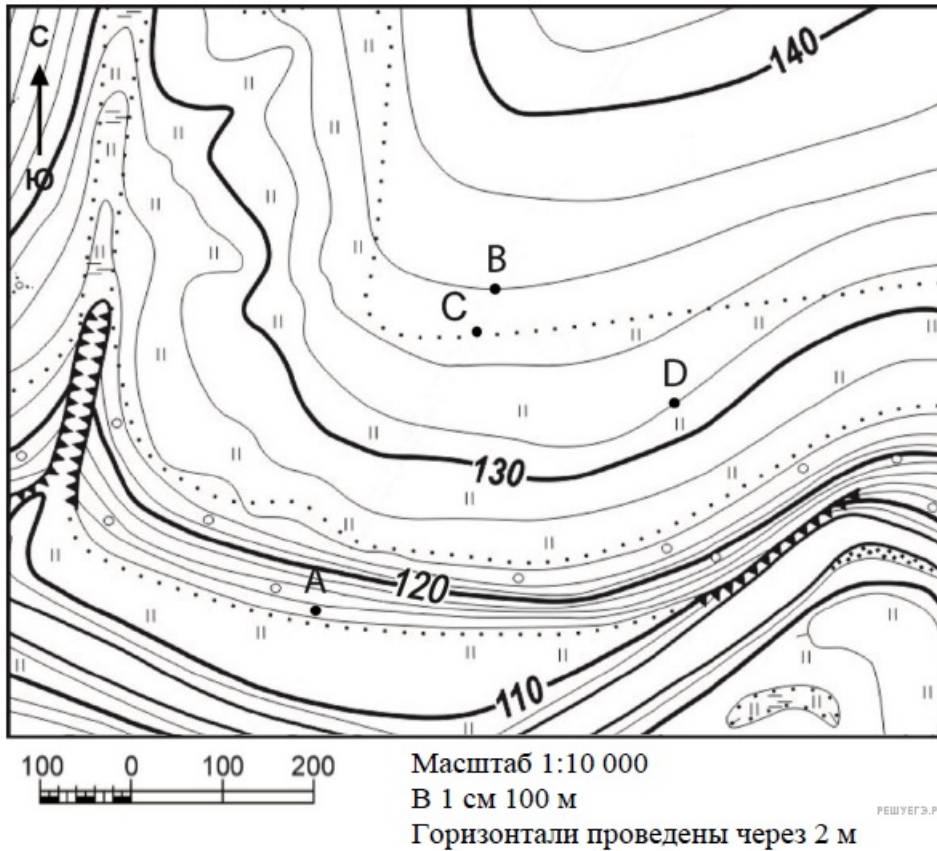 С
Ю
140
B
C
D
130
A
120
110
100 0 100 200
Масштаб 1:10 000
В 1 см 100 м
Горизонтали проведены через 2 м
РЕШУЕГЭ.Р